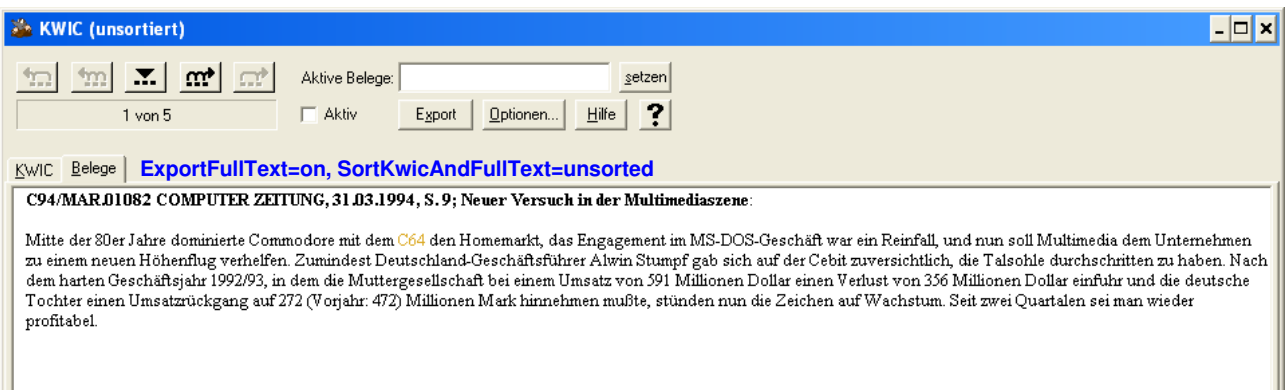 KWIC (unsortiert)
Aktive Belege: setzen
1 von 5 Aktiv Export Optionen... Hilfe ?
KWIC Belege ExportFullText=on, SortKwicAndFullText=unsorted
C94/MAR.01082 COMPUTER ZEITUNG, 31.03.1994, S. 9; Neuer Versuch in der Multimediaszene:
Mitte der 80er Jahre dominierte Commodore mit dem C64 den Homemarkt, das Engagement im MS-DOS-Geschäft war ein Reinfall, und nun soll Multimedia dem Unternehmen
zu einem neuen Höhenflug verhelfen. Zumindest Deutschland-Geschäftsführer Alwin Stumpf gab sich auf der Cebit zuversichtlich, die Talsohle durchschritten zu haben. Nach
dem harten Geschäftsjahr 1992/93, in dem die Muttergesellschaft bei einem Umsatz von 591 Millionen Dollar einen Verlust von 356 Millionen Dollar einfuhr und die deutsche
Tochter einen Umsatzrückgang auf 272 (Vorjahr: 472) Millionen Mark hinnehmen mußte, stünden nun die Zeichen auf Wachstum. Seit zwei Quartalen sei man wieder
profitabel.